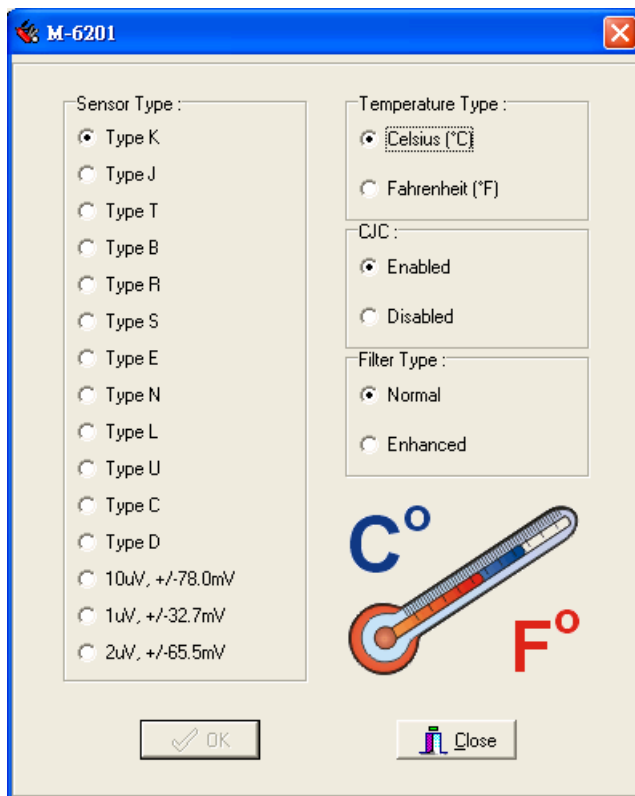 M-6201
Sensor Type :
Type K
Type J
Type T
Type B
Type R
Type S
Type E
Type N
Type L
Type U
Type C
Type D
10uV, +/-78.0mV
1uV, +/-32.7mV
2uV, +/-65.5mV
Temperature Type :
Celsius (°C)
Fahrenheit (°F)
CJC :
Enabled
Disabled
Filter Type :
Normal
Enhanced
C°
F°
OK
Close